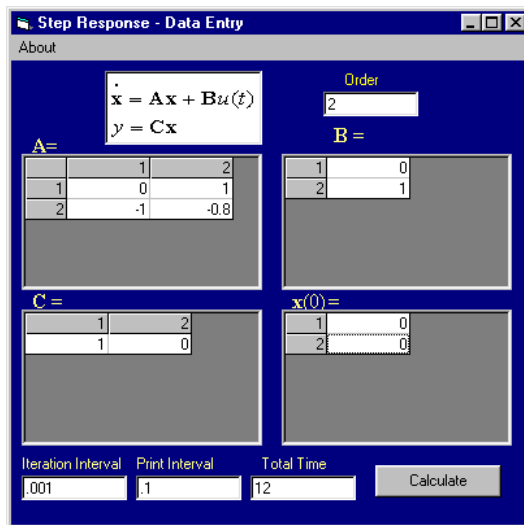 Step Response - Data Entry
About
ẋ = Ax + Bu(t)
y = Cx
Order
2
A=
1 2
1 0 1
2 -1 -0.8
B =
1 0
2 1
C =
1 2
1 0
x(0)=
1 0
2 0
Iteration Interval Print Interval Total Time
.001 .1 12
Calculate